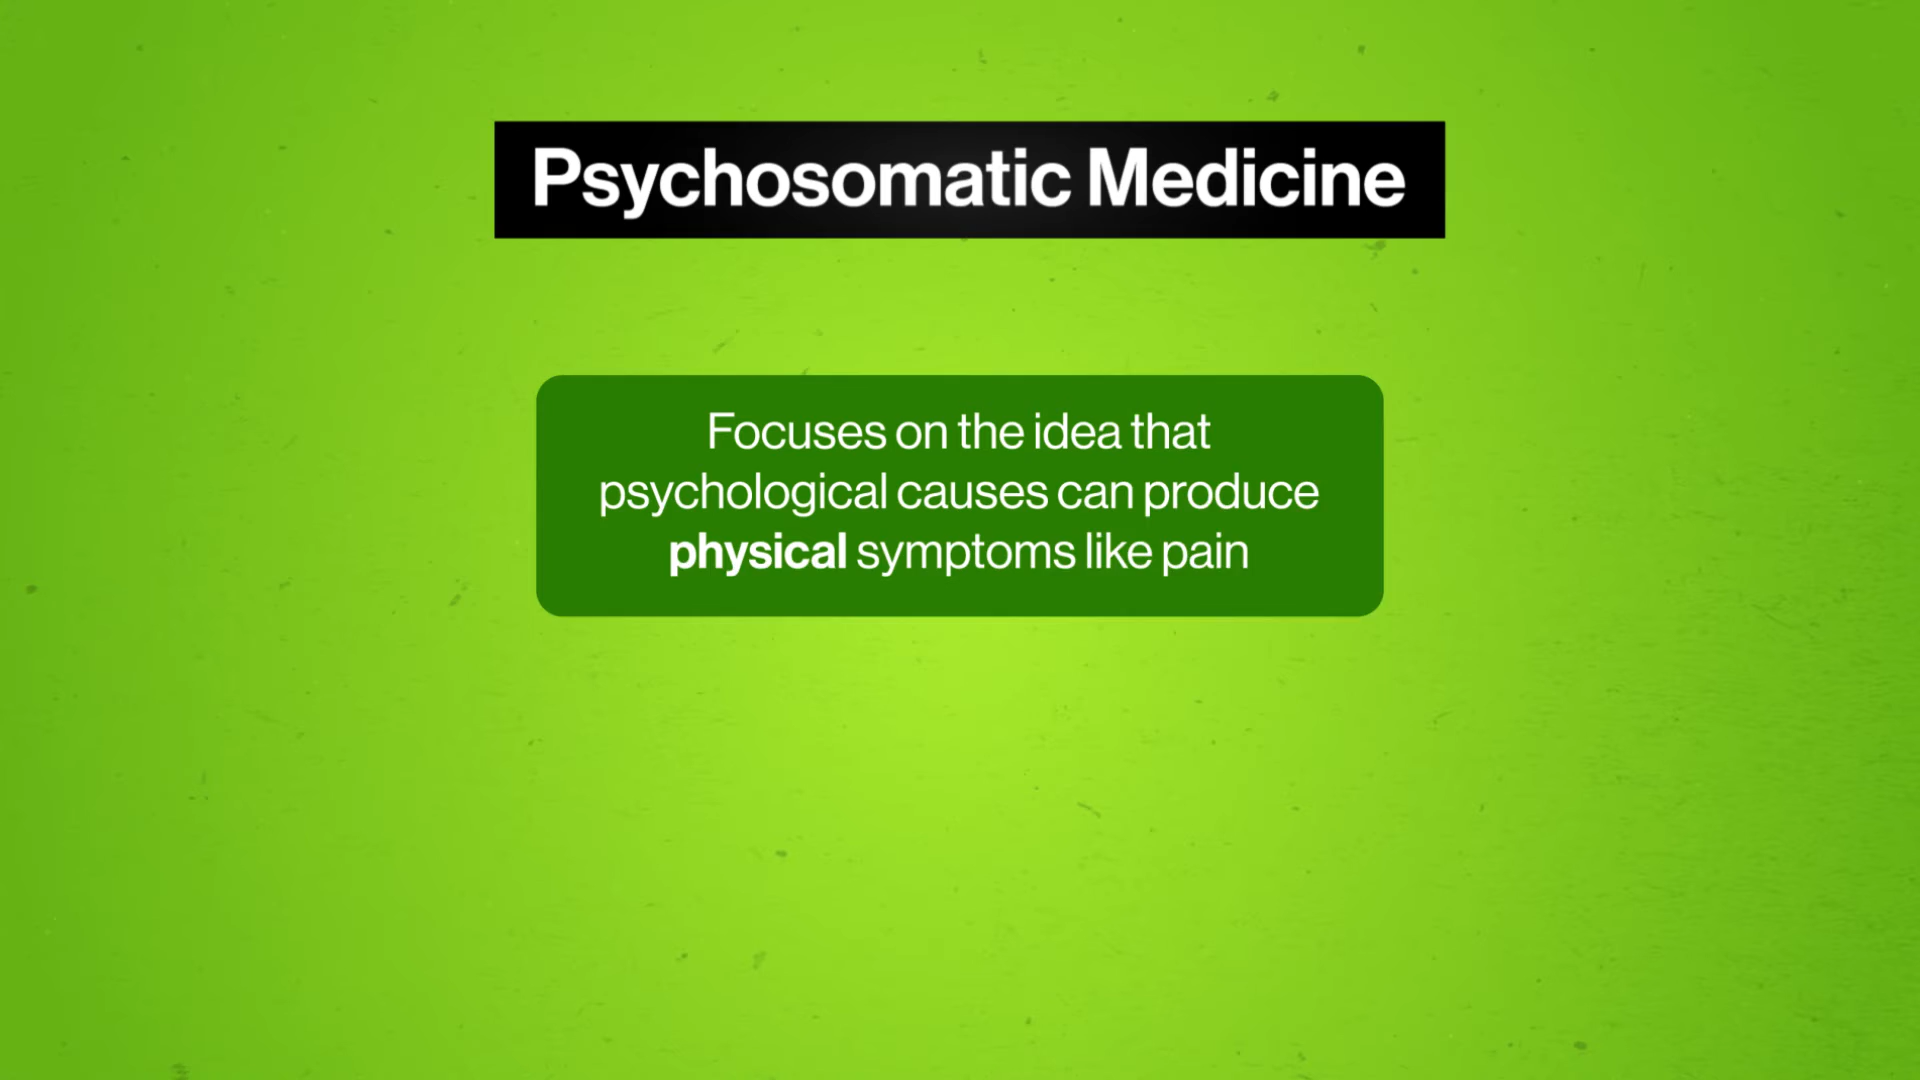 Psychosomatic Medicine
Focuses on the idea that
psychological causes can produce
physical symptoms like pain